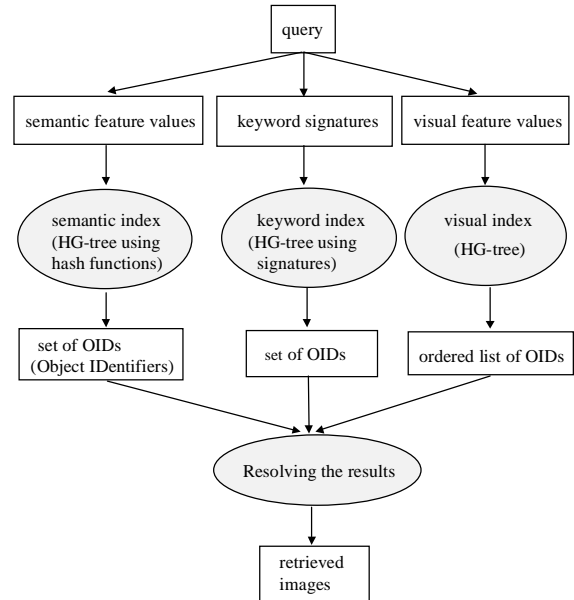 query
semantic feature values
keyword signatures
visual feature values
semantic index
(HG-tree using
hash functions)
keyword index
(HG-tree using
signatures)
visual index
(HG-tree)
set of OIDs
(Object IDentifiers)
set of OIDs
ordered list of OIDs
Resolving the results
retrieved
images